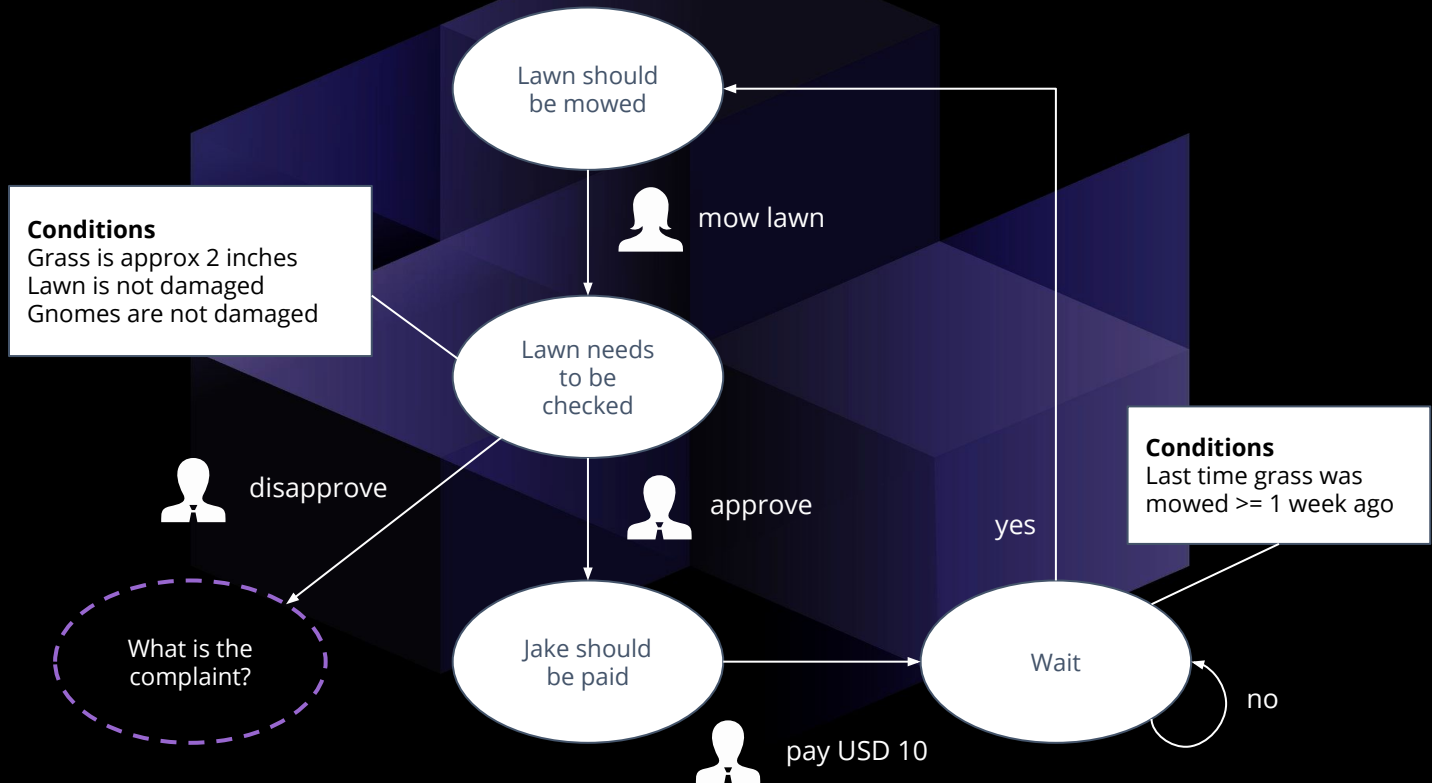 Lawn should
be mowed
mow lawn
Conditions
Grass is approx 2 inches
Lawn is not damaged
Gnomes are not damaged
Lawn needs
to be
checked
Conditions
Last time grass was
mowed >= 1 week ago
disapprove
approve
yes
What is the
complaint?
Jake should
be paid
Wait
no
pay USD 10